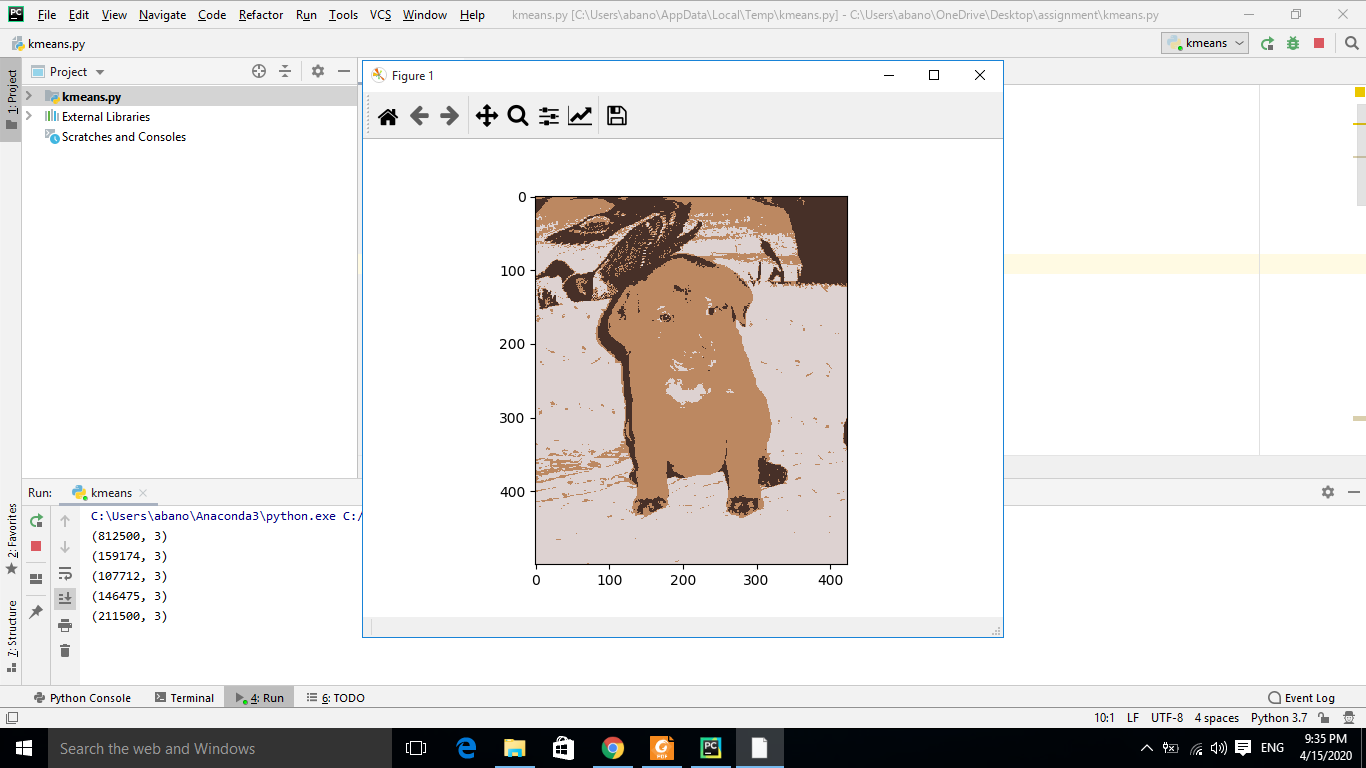 File Edit View Navigate Code Refactor Run Tools VCS Window Help kmeans.py [C:\Users\abano\AppData\Local\Temp\kmeans.py] - C:\Users\abano\OneDrive\Desktop\assignment\kmeans.py
kmeans.py
kmeans
1: Project
Project
kmeans.py
External Libraries
Scratches and Consoles
Figure 1
0
100
200
300
400
0 100 200 300 400
Run: kmeans
C:\Users\abano\Anaconda3\python.exe C:/
(812500, 3)
(159174, 3)
(107712, 3)
(146475, 3)
(211500, 3)
2: Favorites
7: Structure
Python Console Terminal 4: Run 6: TODO Event Log
10:1 LF UTF-8 4 spaces Python 3.7
Search the web and Windows
ENG
9:35 PM
4/15/2020
PC
PDF
PC